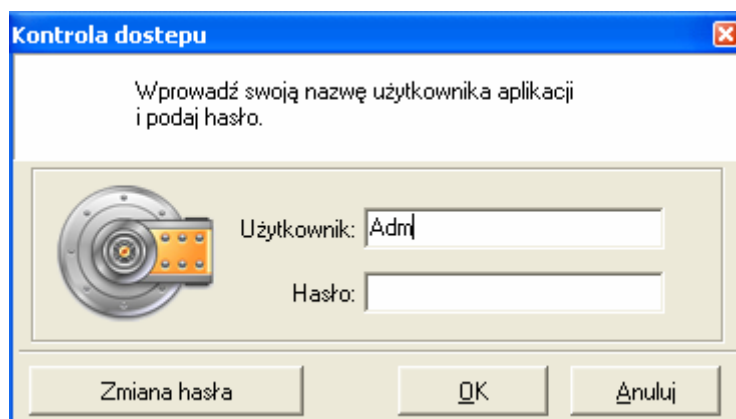 Kontrola dostepu
Wprowadź swoją nazwę użytkownika aplikacji
i podaj hasło.
Użytkownik: Adm
Hasło:
Zmiana hasła OK Anuluj